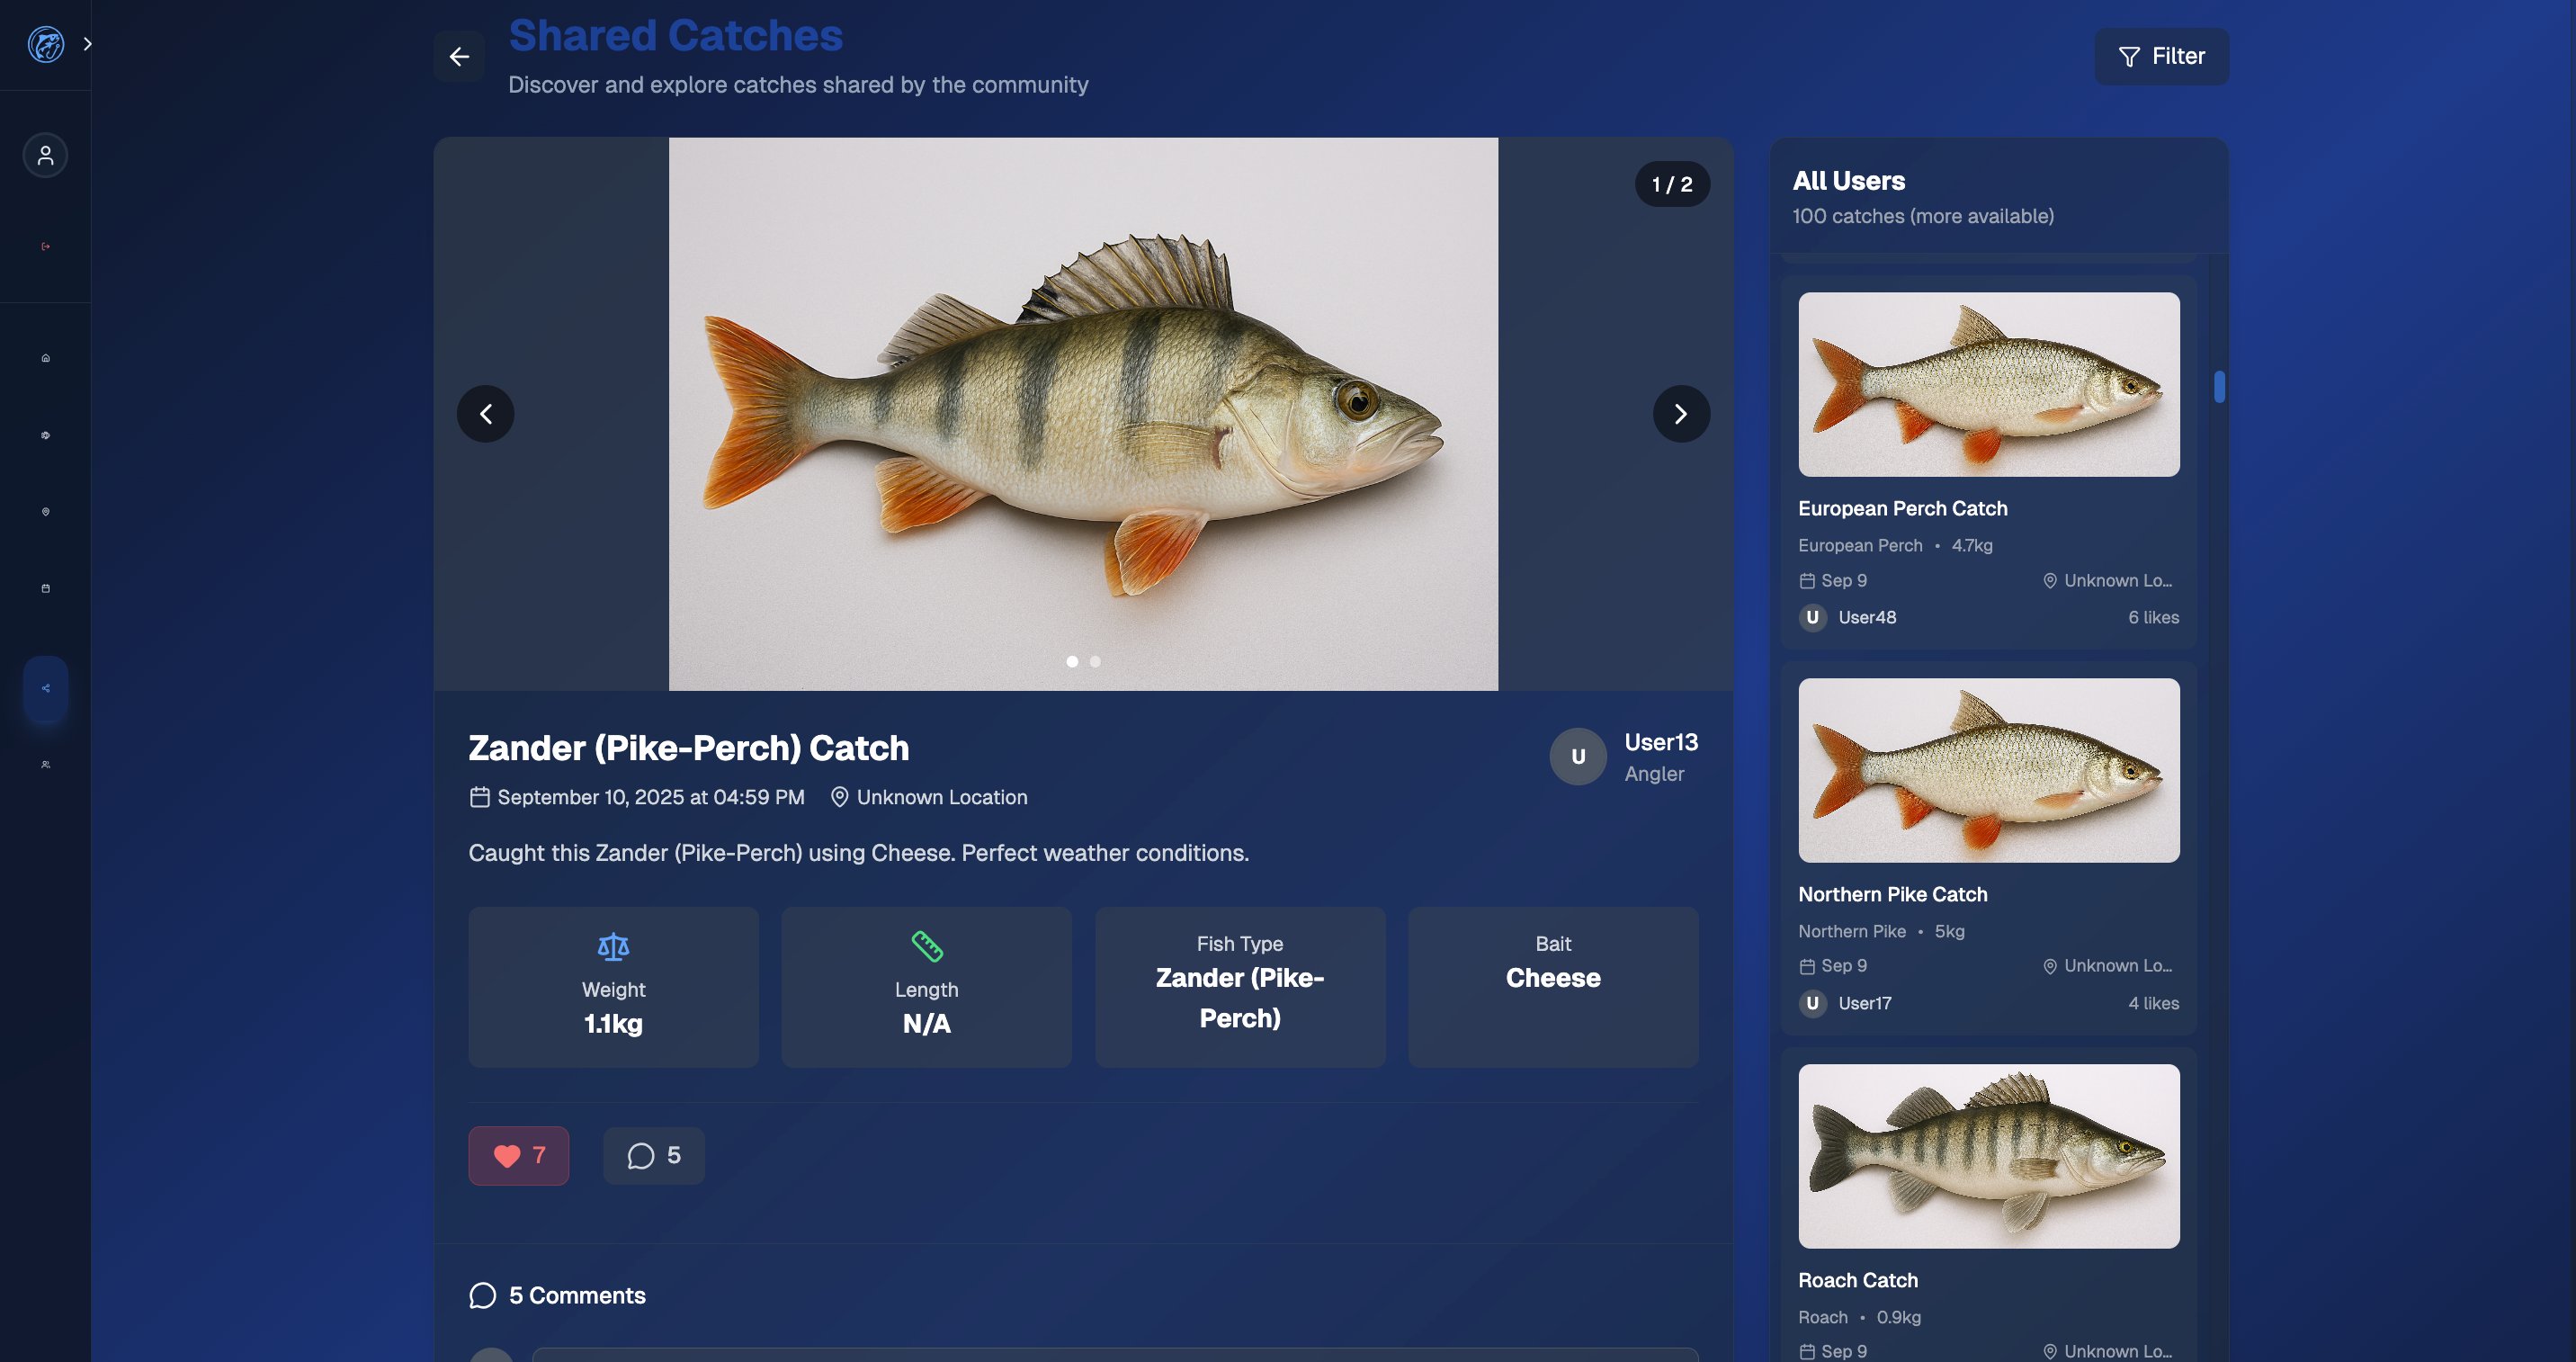 Shared Catches
Discover and explore catches shared by the community
Filter
1 / 2
Zander (Pike-Perch) Catch
September 10, 2025 at 04:59 PM
Unknown Location
U
User13
Angler
Caught this Zander (Pike-Perch) using Cheese. Perfect weather conditions.
Weight
1.1kg
Length
N/A
Fish Type
Zander (Pike-
Perch)
Bait
Cheese
7
5
5 Comments
All Users
100 catches (more available)
European Perch Catch
European Perch • 4.7kg
Sep 9
Unknown Lo...
U
User48
6 likes
Northern Pike Catch
Northern Pike • 5kg
Sep 9
Unknown Lo...
U
User17
4 likes
Roach Catch
Roach • 0.9kg
Sep 9
Unknown Lo...